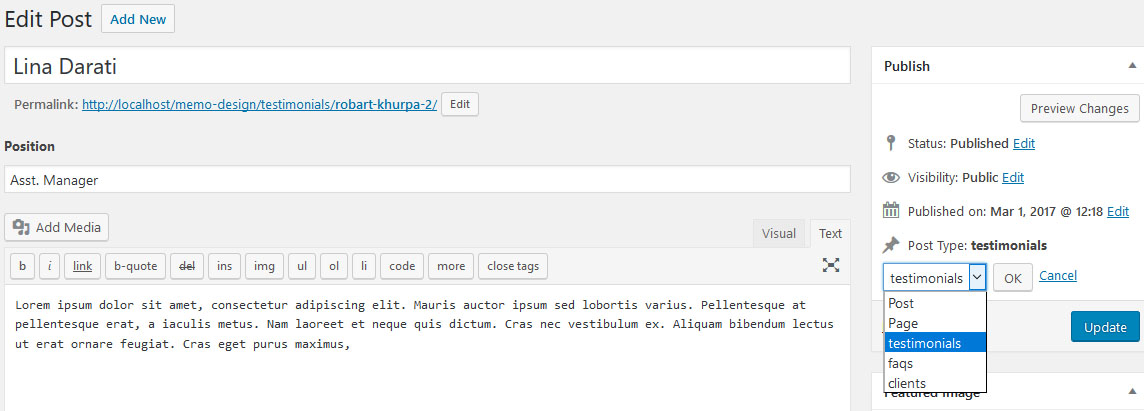 Edit Post Add New
Lina Darati
Permalink: http://localhost/memo-design/testimonials/robart-khurpa-2/ Edit
Position
Asst. Manager
Add Media
Visual Text
b i link b-quote del ins img ul ol li code more close tags
Lorem ipsum dolor sit amet, consectetur adipiscing elit. Mauris auctor ipsum sed lobortis varius. Pellentesque at
pellentesque erat, a iaculis metus. Nam laoreet et neque quis dictum. Cras nec vestibulum ex. Aliquam bibendum lectus
ut erat ornare feugiat. Cras eget purus maximus,
Publish
Preview Changes
Status: Published Edit
Visibility: Public Edit
Published on: Mar 1, 2017 @ 12:18 Edit
Post Type: testimonials
testimonials OK Cancel
Post
Page
testimonials
faqs
clients
Update
Featured Image